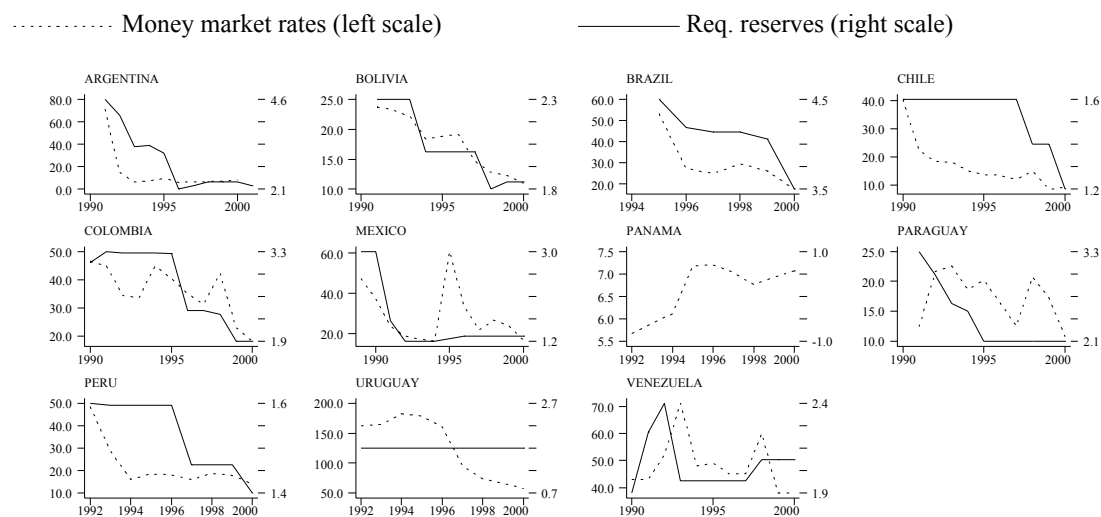 Money market rates (left scale) Req. reserves (right scale)
ARGENTINA BOLIVIA BRAZIL CHILE
80.0 4.6 25.0 2.3 60.0 4.5 40.0 1.6
60.0 20.0 50.0 30.0
40.0 15.0 40.0 20.0
20.0 30.0
0.0 2.1 10.0 1.8 20.0 3.5 10.0 1.2
1990 1995 2000 1990 1995 2000 1994 1996 1998 2000 1990 1995 2000
COLOMBIA MEXICO PANAMA PARAGUAY
50.0 3.3 60.0 3.0 7.5 1.0 25.0 3.3
40.0 40.0 7.0 20.0
30.0 6.5 15.0
20.0 1.9 20.0 1.2 6.0 10.0 2.1
5.5 -1.0
1990 1995 2000 1990 1995 2000 1992 1994 1996 1998 2000 1990 1995 2000
PERU URUGUAY VENEZUELA
50.0 1.6 200.0 2.7 70.0 2.4
40.0 150.0 60.0
30.0 100.0 50.0
20.0 40.0
10.0 1.4 50.0 0.7 1.9
1992 1994 1996 1998 2000 1992 1994 1996 1998 2000 1990 1995 2000